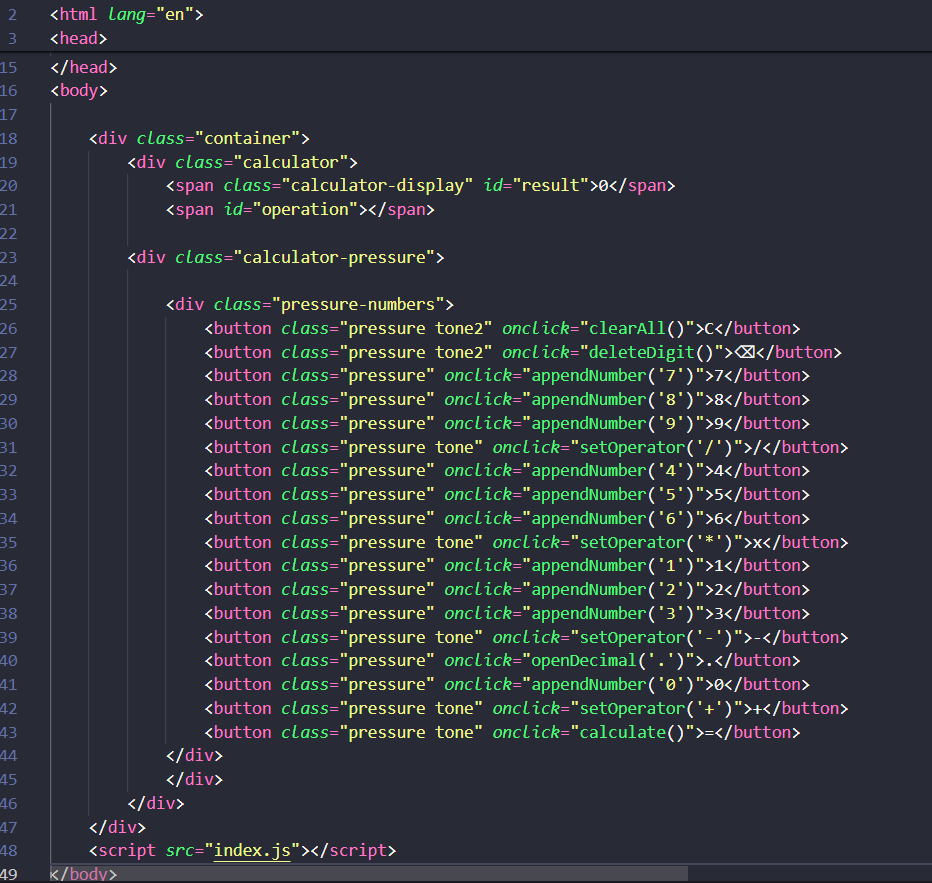 2 <html lang="en">
3 <head>
15 </head>
16 <body>
17
18 <div class="container">
19 <div class="calculator">
20 <span class="calculator-display" id="result">0</span>
21 <span id="operation"></span>
22
23 <div class="calculator-pressure">
24
25 <div class="pressure-numbers">
26 <button class="pressure tone2" onclick="clearAll()">C</button>
27 <button class="pressure tone2" onclick="deleteDigit()">⌫</button>
28 <button class="pressure" onclick="appendNumber('7')">7</button>
29 <button class="pressure" onclick="appendNumber('8')">8</button>
30 <button class="pressure" onclick="appendNumber('9')">9</button>
31 <button class="pressure tone" onclick="setOperator('/')">/</button>
32 <button class="pressure" onclick="appendNumber('4')">4</button>
33 <button class="pressure" onclick="appendNumber('5')">5</button>
34 <button class="pressure" onclick="appendNumber('6')">6</button>
35 <button class="pressure tone" onclick="setOperator('*')">x</button>
36 <button class="pressure" onclick="appendNumber('1')">1</button>
37 <button class="pressure" onclick="appendNumber('2')">2</button>
38 <button class="pressure" onclick="appendNumber('3')">3</button>
39 <button class="pressure tone" onclick="setOperator('-')">-</button>
40 <button class="pressure" onclick="openDecimal('.')">.</button>
41 <button class="pressure" onclick="appendNumber('0')">0</button>
42 <button class="pressure tone" onclick="setOperator('+')">+</button>
43 <button class="pressure tone" onclick="calculate()">=</button>
44 </div>
45 </div>
46 </div>
47 </div>
48 <script src="index.js"></script>
49 </body>